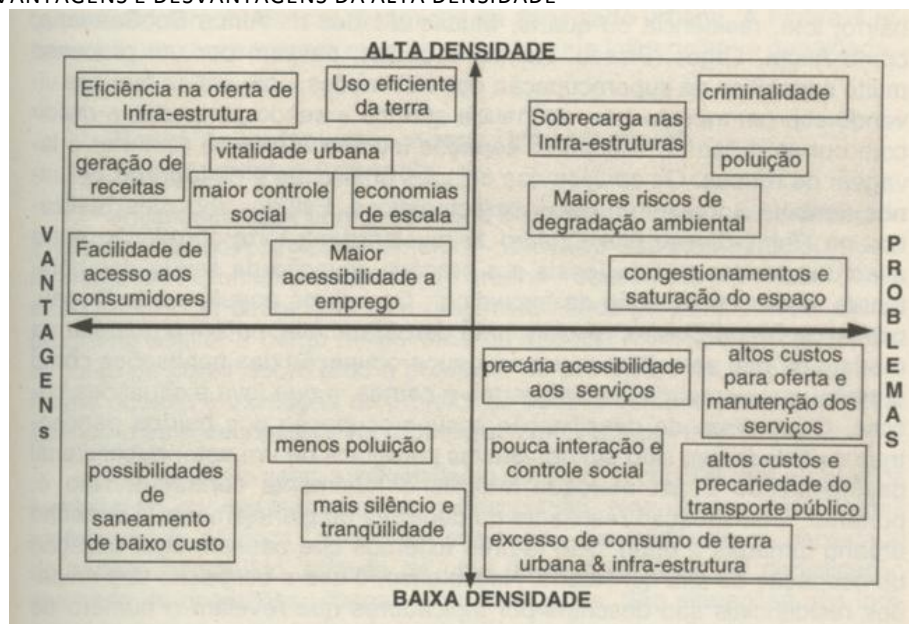 VANTAGENS E DESVANTAGENS DA ALTA DENSIDADE
ALTA DENSIDADE
Eficiência na oferta de
Infra-estrutura
Uso eficiente
da terra
geração de
receitas
vitalidade urbana
maior controle
social
economias
de escala
Facilidade de
acesso aos
consumidores
Maior
acessibilidade a
emprego
criminalidade
Sobrecarga nas
Infra-estruturas
poluição
Maiores riscos de
degradação ambiental
congestionamentos e
saturação do espaço
VANTAGENS
PROBLEMAS
menos poluição
possibilidades
de
saneamento
de baixo custo
mais silêncio e
tranqüilidade
precária acessibilidade
aos serviços
altos custos
para oferta e
manutenção dos
serviços
pouca interação e
controle social
altos custos e
precariedade do
transporte público
excesso de consumo de terra
urbana & infra-estrutura
BAIXA DENSIDADE